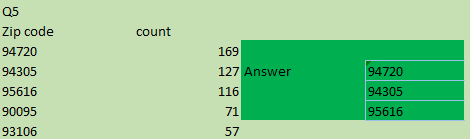 Q5
Zip code count
94720 169
94305 127 Answer 94720
95616 116 94305
90095 71 95616
93106 57